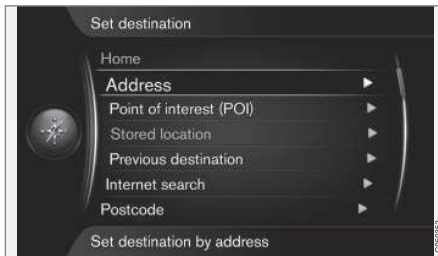 Set destination
Home
Address
Point of interest (POI)
Stored location
Previous destination
Internet search
Postcode
Set destination by address